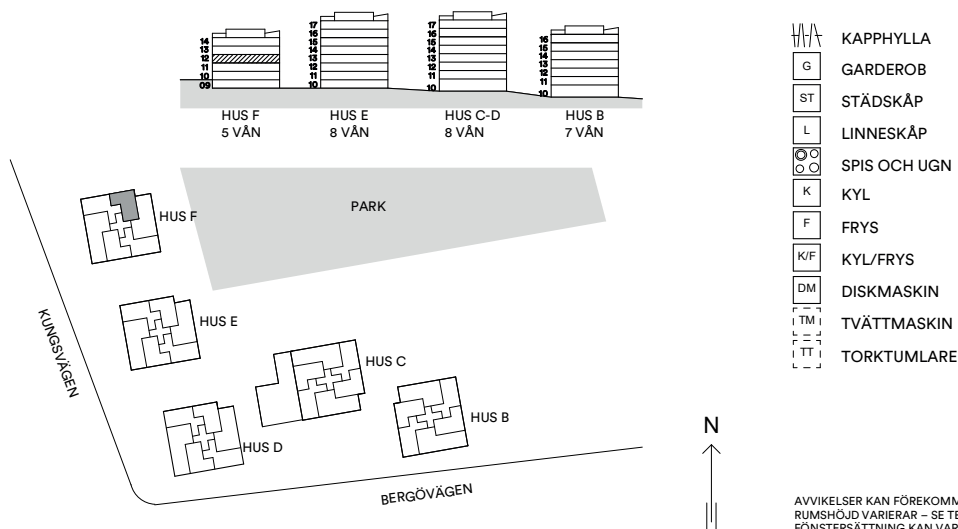 14
13
12
11
10
09
17
16
15
14
13
12
11
10
17
16
15
14
13
12
11
10
16
15
14
13
12
11
10
HUS F
5 VÅN
HUS E
8 VÅN
HUS C-D
8 VÅN
HUS B
7 VÅN
PARK
HUS F
HUS E
HUS C
HUS B
HUS D
KUNGSVÄGEN
BERGÖVÄGEN
N
KAPPHYLLA
G GARDEROB
ST STÄDSKÅP
L LINNESKÅP
SPIS OCH UGN
K KYL
F FRYS
K/F KYL/FRYS
DM DISKMASKIN
TM TVÄTTMASKIN
TT TORKTUMLARE
AVVIKELSER KAN FÖREKOMM
RUMSHÖJD VARIERAR – SE TE
FÖNSTERSÄTTNING KAN VAR